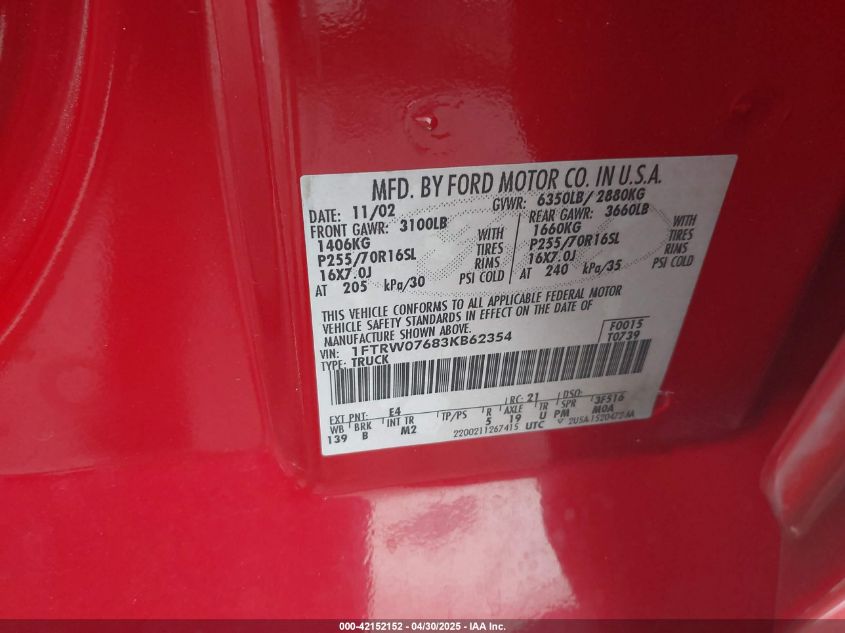 MFD. BY FORD MOTOR CO. IN U.S.A.
DATE: 11/02 GVWR: 6350LB/ 2880KG
FRONT GAWR: 3100LB REAR GAWR: 3660LB
1406KG WITH 1660KG WITH
P255/70R16SL TIRES P255/70R16SL TIRES
16X7.0J RIMS 16X7.0J RIMS
AT 205 kPa/30 PSI COLD AT 240 kPa/35 PSI COLD
THIS VEHICLE CONFORMS TO ALL APPLICABLE FEDERAL MOTOR
VEHICLE SAFETY STANDARDS IN EFFECT ON THE DATE OF
MANUFACTURE SHOWN ABOVE.
VIN: 1FTRW07683KB62354 F0015
TYPE: TRUCK T0739
EXT PNT: E4 RC: 21 DSO:
WB BRK INT TR TP/PS R AXLE TR SPR 3F516
139 B M2 5 19 U PM M0A
2200211267415 UTC
000-42152152 / 04/30/2025 - IAA Inc.